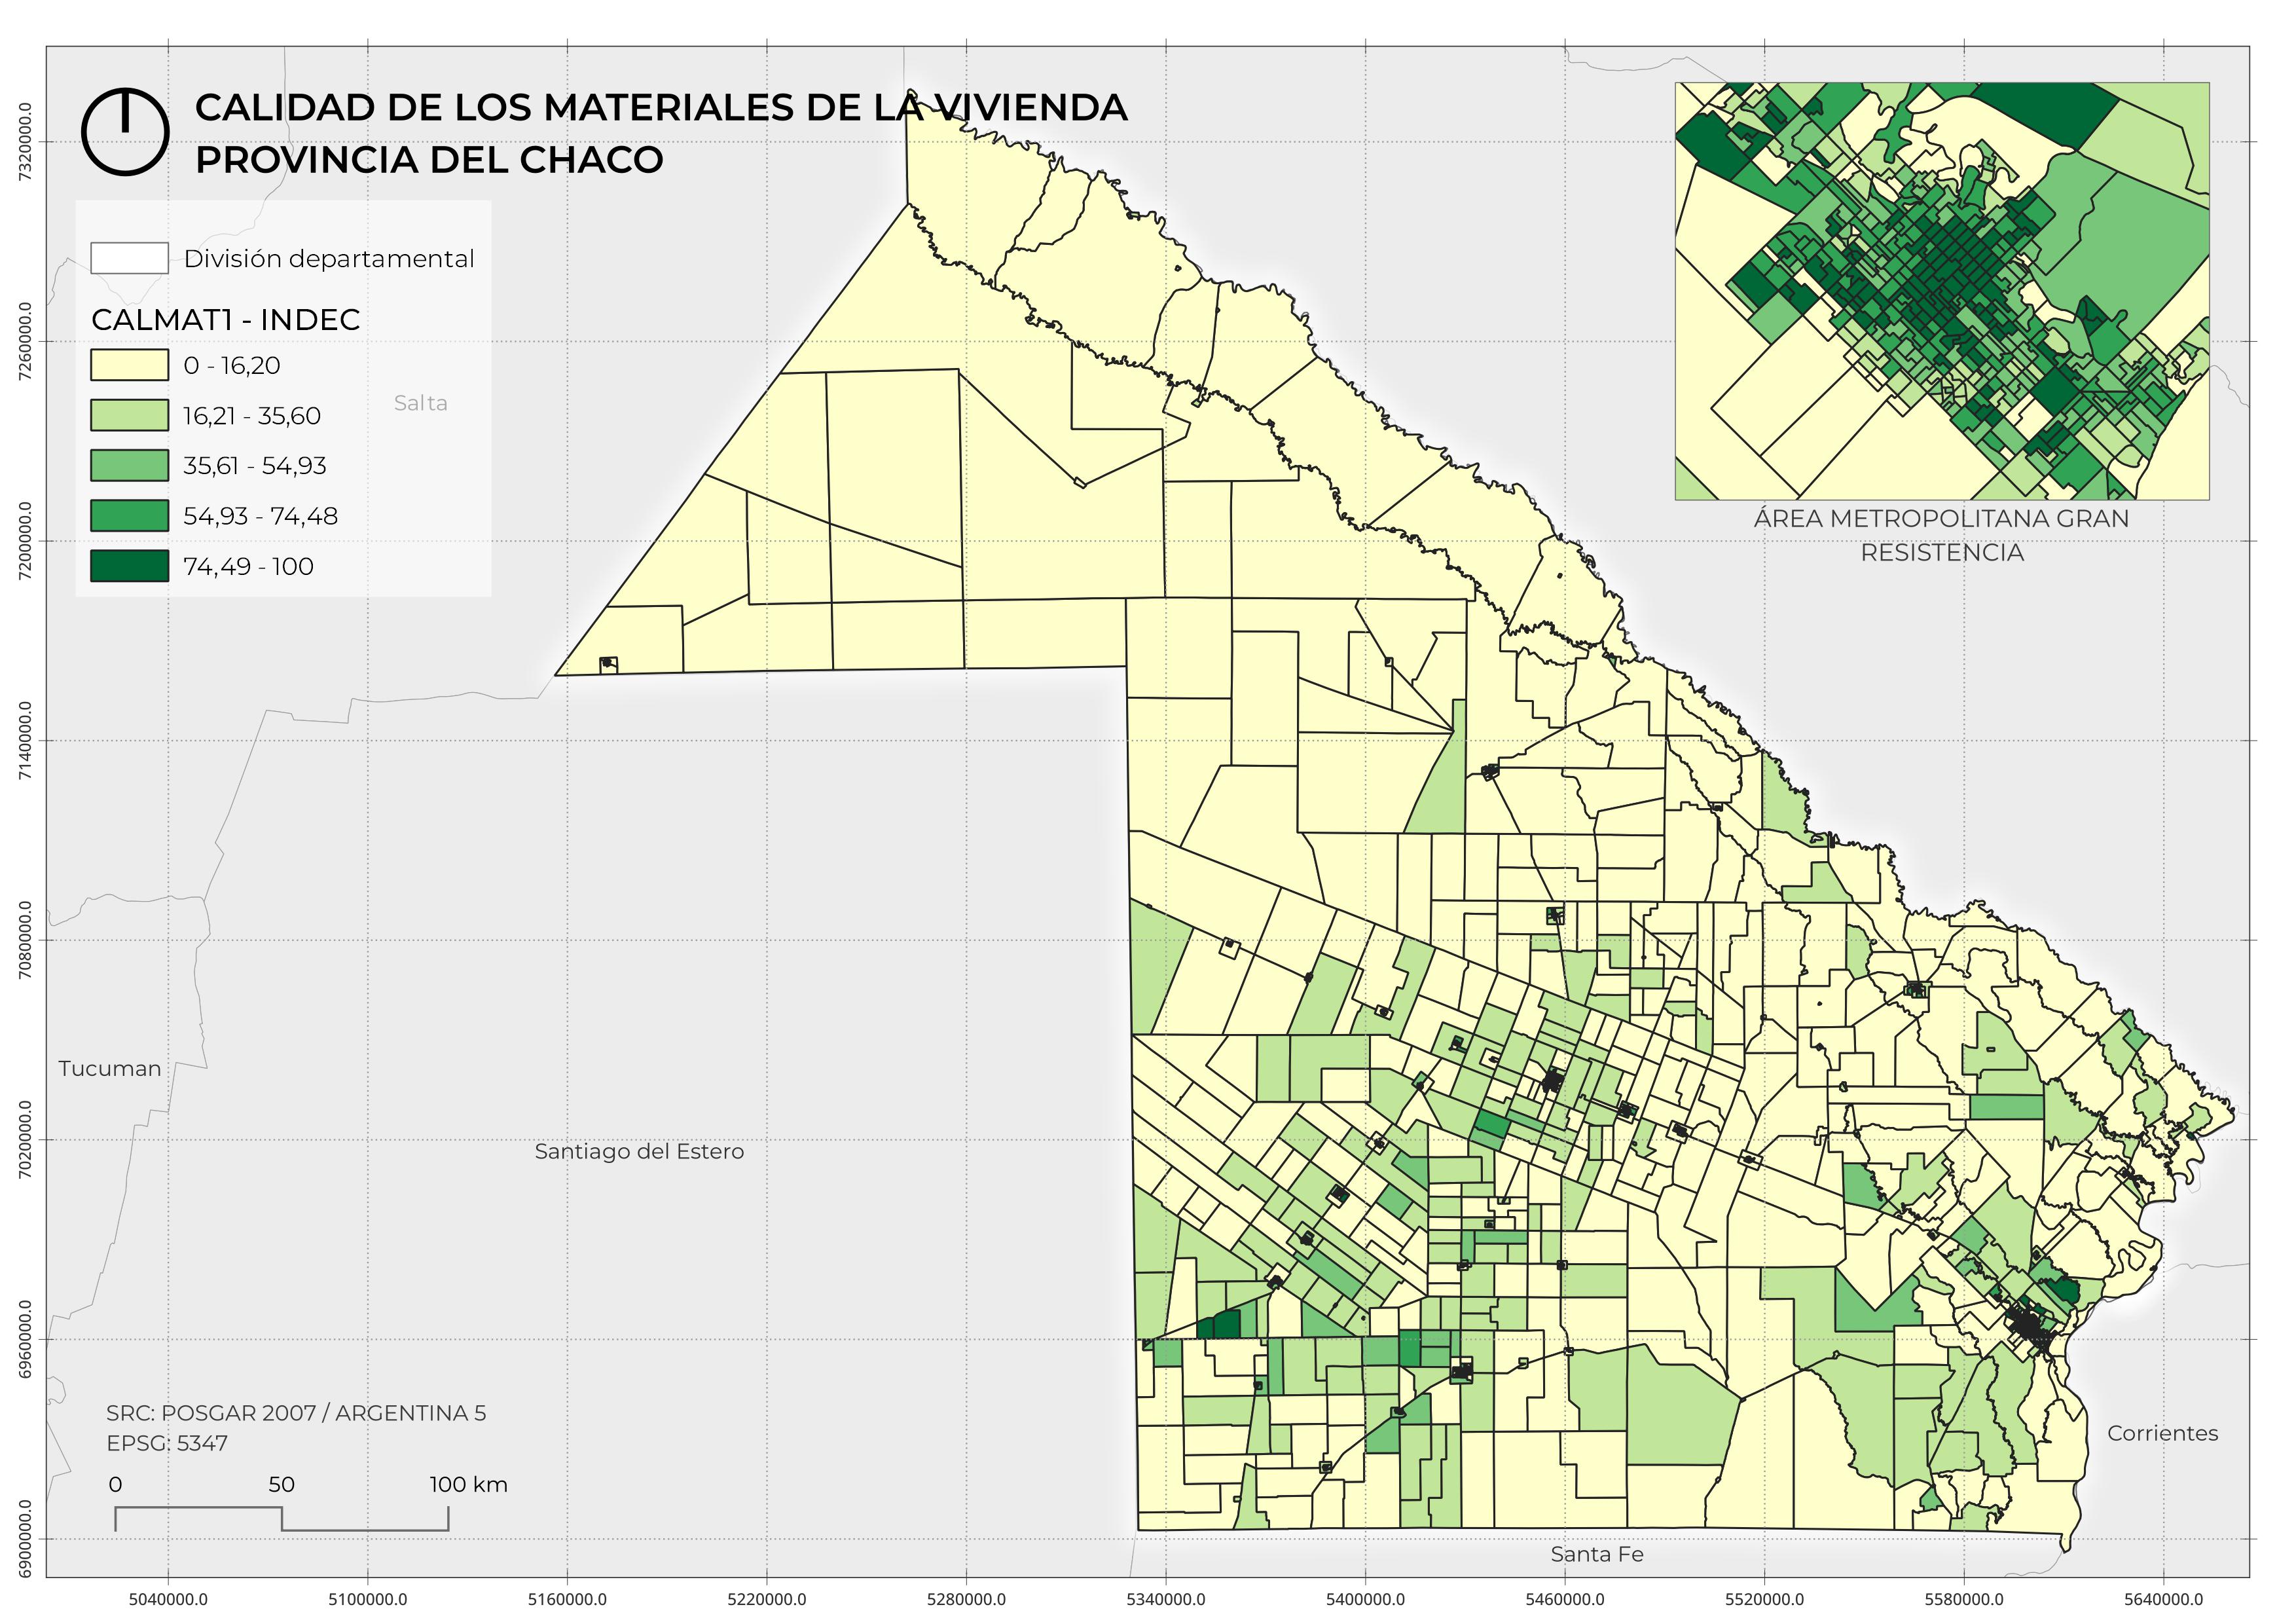 CALIDAD DE LOS MATERIALES DE LA VIVIENDA
PROVINCIA DEL CHACO
División departamental
CALMAT1 - INDEC
0 - 16,20
16,21 - 35,60
35,61 - 54,93
54,93 - 74,48
74,49 - 100
Salta
ÁREA METROPOLITANA GRAN
RESISTENCIA
Tucuman
Santiago del Estero
Corrientes
Santa Fe
SRC: POSGAR 2007 / ARGENTINA 5
EPSG: 5347
0 50 100 km
7320000.0
7260000.0
7200000.0
7140000.0
7080000.0
7020000.0
6960000.0
6900000.0
5040000.0 5100000.0 5160000.0 5220000.0 5280000.0 5340000.0 5400000.0 5460000.0 5520000.0 5580000.0 5640000.0